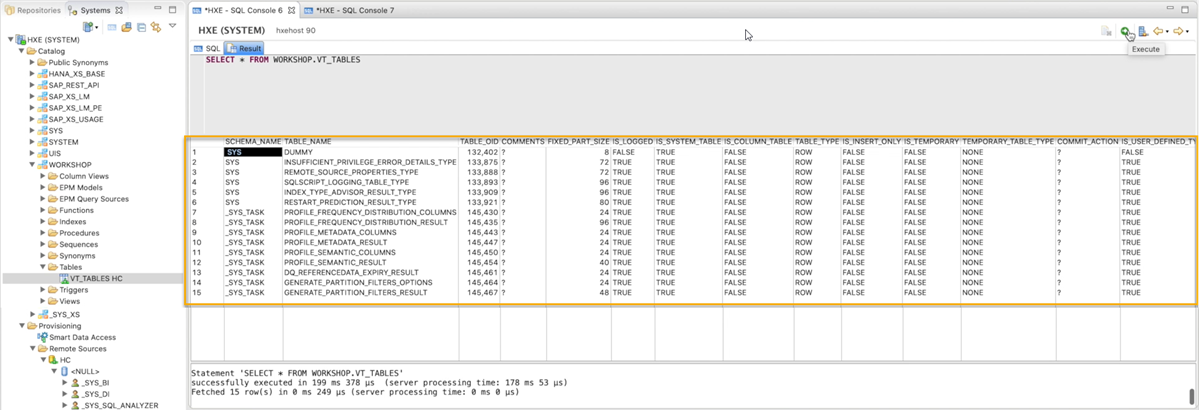 Repositories Systems
HXE (SYSTEM)
Catalog
Public Synonyms
HANA_XS_BASE
SAP_REST_API
SAP_XS_LM
SAP_XS_LM_PE
SAP_XS_USAGE
SYS
SYSTEM
UIS
WORKSHOP
Column Views
EPM Models
EPM Query Sources
Functions
Indexes
Procedures
Sequences
Synonyms
Tables
VT_TABLES HC
Triggers
Views
_SYS_XS
Provisioning
Smart Data Access
Remote Sources
HC
<NULL>
_SYS_BI
_SYS_DI
_SYS_SQL_ANALYZER
*HXE - SQL Console 6 *HXE - SQL Console 7
HXE (SYSTEM) hxehost 90
Execute
SQL Result
SELECT * FROM WORKSHOP.VT_TABLES
SCHEMA_NAME TABLE_NAME TABLE_OID COMMENTS FIXED_PART_SIZE IS_LOGGED IS_SYSTEM_TABLE IS_COLUMN_TABLE TABLE_TYPE IS_INSERT_ONLY IS_TEMPORARY TEMPORARY_TABLE_TYPE COMMIT_ACTION IS_USER_DEFINED_TY
1 SYS DUMMY 132,402 ? 8 FALSE TRUE FALSE ROW FALSE FALSE NONE ? FALSE
2 SYS INSUFFICIENT_PRIVILEGE_ERROR_DETAILS_TYPE 133,875 ? 72 TRUE TRUE FALSE ROW FALSE FALSE NONE ? TRUE
3 SYS REMOTE_SOURCE_PROPERTIES_TYPE 133,888 ? 72 TRUE TRUE FALSE ROW FALSE FALSE NONE ? TRUE
4 SYS SQLSCRIPT_LOGGING_TABLE_TYPE 133,893 ? 96 TRUE TRUE FALSE ROW FALSE FALSE NONE ? TRUE
5 SYS INDEX_TYPE_ADVISOR_RESULT_TYPE 133,909 ? 96 TRUE TRUE FALSE ROW FALSE FALSE NONE ? TRUE
6 SYS RESTART_PREDICTION_RESULT_TYPE 133,921 ? 80 TRUE TRUE FALSE ROW FALSE FALSE NONE ? TRUE
7 _SYS_TASK PROFILE_FREQUENCY_DISTRIBUTION_COLUMNS 145,430 ? 24 TRUE TRUE FALSE ROW FALSE FALSE NONE ? TRUE
8 _SYS_TASK PROFILE_FREQUENCY_DISTRIBUTION_RESULT 145,435 ? 96 TRUE TRUE FALSE ROW FALSE FALSE NONE ? TRUE
9 _SYS_TASK PROFILE_METADATA_COLUMNS 145,443 ? 24 TRUE TRUE FALSE ROW FALSE FALSE NONE ? TRUE
10 _SYS_TASK PROFILE_METADATA_RESULT 145,447 ? 24 TRUE TRUE FALSE ROW FALSE FALSE NONE ? TRUE
11 _SYS_TASK PROFILE_SEMANTIC_COLUMNS 145,450 ? 24 TRUE TRUE FALSE ROW FALSE FALSE NONE ? TRUE
12 _SYS_TASK PROFILE_SEMANTIC_RESULT 145,454 ? 40 TRUE TRUE FALSE ROW FALSE FALSE NONE ? TRUE
13 _SYS_TASK DQ_REFERENCEDATA_EXPIRY_RESULT 145,461 ? 24 TRUE TRUE FALSE ROW FALSE FALSE NONE ? TRUE
14 _SYS_TASK GENERATE_PARTITION_FILTERS_OPTIONS 145,464 ? 24 TRUE TRUE FALSE ROW FALSE FALSE NONE ? TRUE
15 _SYS_TASK GENERATE_PARTITION_FILTERS_RESULT 145,467 ? 48 TRUE TRUE FALSE ROW FALSE FALSE NONE ? TRUE
Statement 'SELECT * FROM WORKSHOP.VT_TABLES'
successfully executed in 199 ms 378 µs (server processing time: 178 ms 53 µs)
Fetched 15 row(s) in 0 ms 249 µs (server processing time: 0 ms 0 µs)